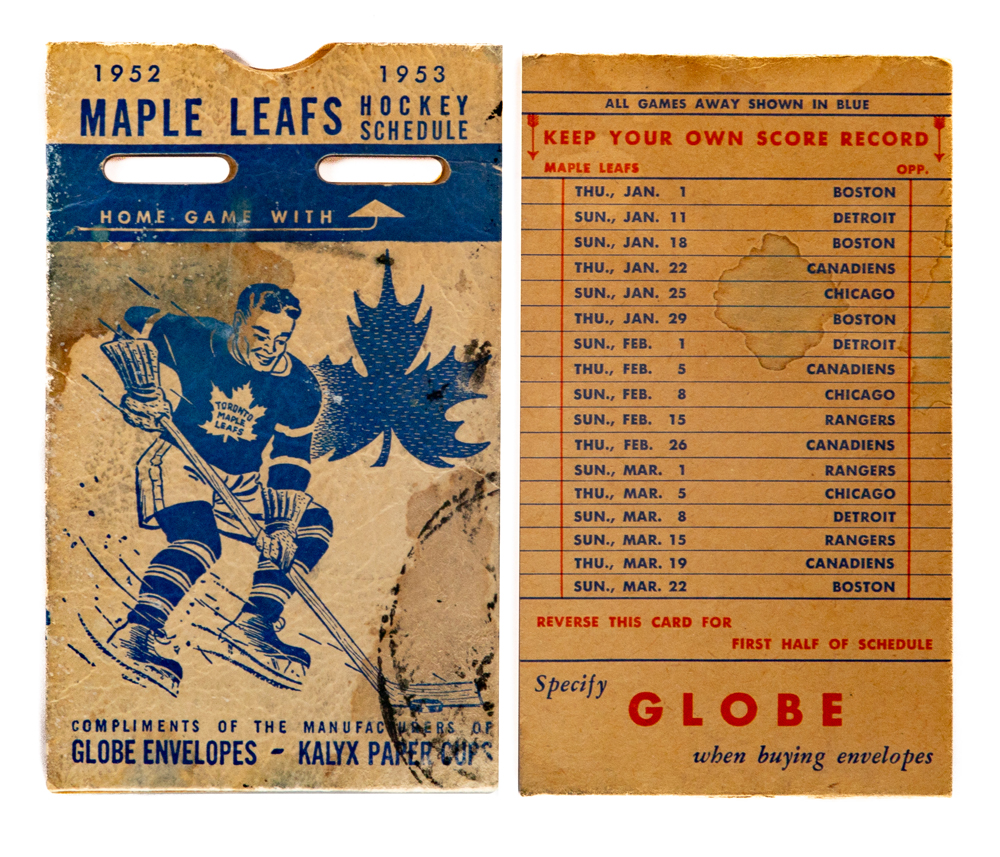 1952 1953
MAPLE LEAFS HOCKEY SCHEDULE
HOME GAME WITH
TORONTO
MAPLE
LEAFS
COMPLIMENTS OF THE MANUFACTURERS OF
GLOBE ENVELOPES - KALYX PAPER CUPS
ALL GAMES AWAY SHOWN IN BLUE
KEEP YOUR OWN SCORE RECORD
MAPLE LEAFS OPP.
THU., JAN. 1 BOSTON
SUN., JAN. 11 DETROIT
SUN., JAN. 18 BOSTON
THU., JAN. 22 CANADIENS
SUN., JAN. 25 CHICAGO
THU., JAN. 29 BOSTON
SUN., FEB. 1 DETROIT
THU., FEB. 5 CANADIENS
SUN., FEB. 8 CHICAGO
SUN., FEB. 15 RANGERS
THU., FEB. 26 CANADIENS
SUN., MAR. 1 RANGERS
THU., MAR. 5 CHICAGO
SUN., MAR. 8 DETROIT
SUN., MAR. 15 RANGERS
THU., MAR. 19 CANADIENS
SUN., MAR. 22 BOSTON
REVERSE THIS CARD FOR
FIRST HALF OF SCHEDULE
Specify
GLOBE
when buying envelopes